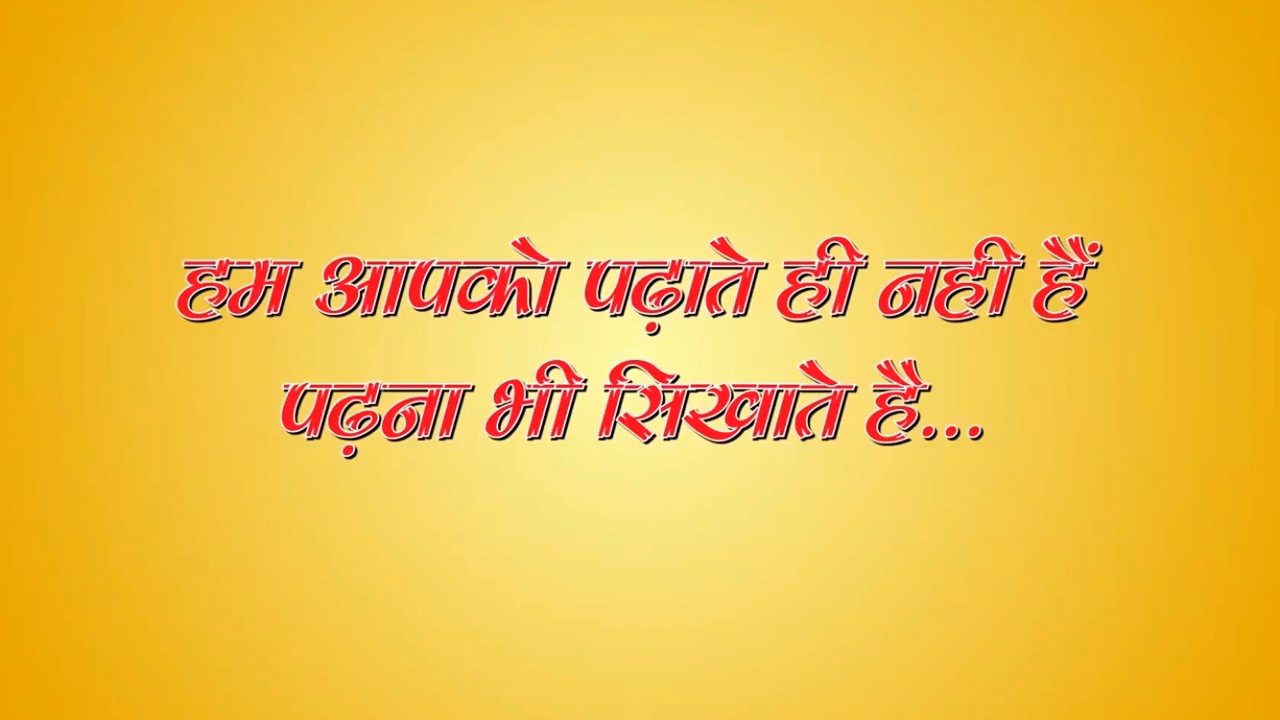 हम आपको पढ़ाते ही नही हैं
पढ़ना भी सिखाते है...